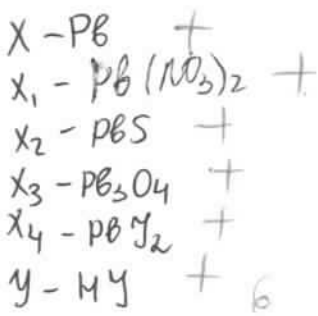 X - Pb +
X₁ - Pb(NO₃)₂ +
X₂ - PbS +
X₃ - Pb₃O₄ +
X₄ - PbJ₂ +
Y - HJ + 6